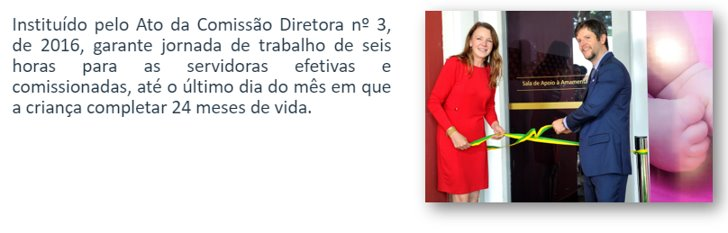 Instituído pelo Ato da Comissão Diretora nº 3,
de 2016, garante jornada de trabalho de seis
horas para as servidoras efetivas e
comissionadas, até o último dia do mês em que
a criança completar 24 meses de vida.
Sala de Apoio à